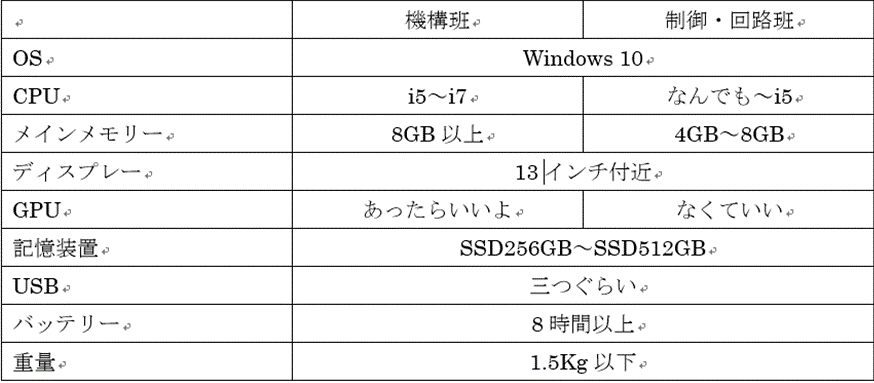 機構班 制御・回路班
OS Windows 10
CPU i5～i7 なんでも～i5
メインメモリー 8GB 以上 4GB～8GB
ディスプレー 13インチ付近
GPU あったらいいよ なくていい
記憶装置 SSD256GB～SSD512GB
USB 三つぐらい
バッテリー 8 時間以上
重量 1.5Kg 以下